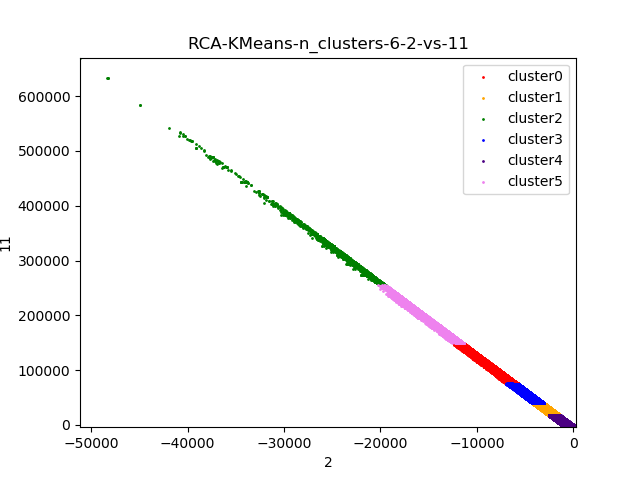 RCA-KMeans-n_clusters-6-2-vs-11
cluster0
cluster1
cluster2
cluster3
cluster4
cluster5
600000
500000
400000
300000
200000
100000
0
11
−50000
−40000
−30000
−20000
−10000
0
2